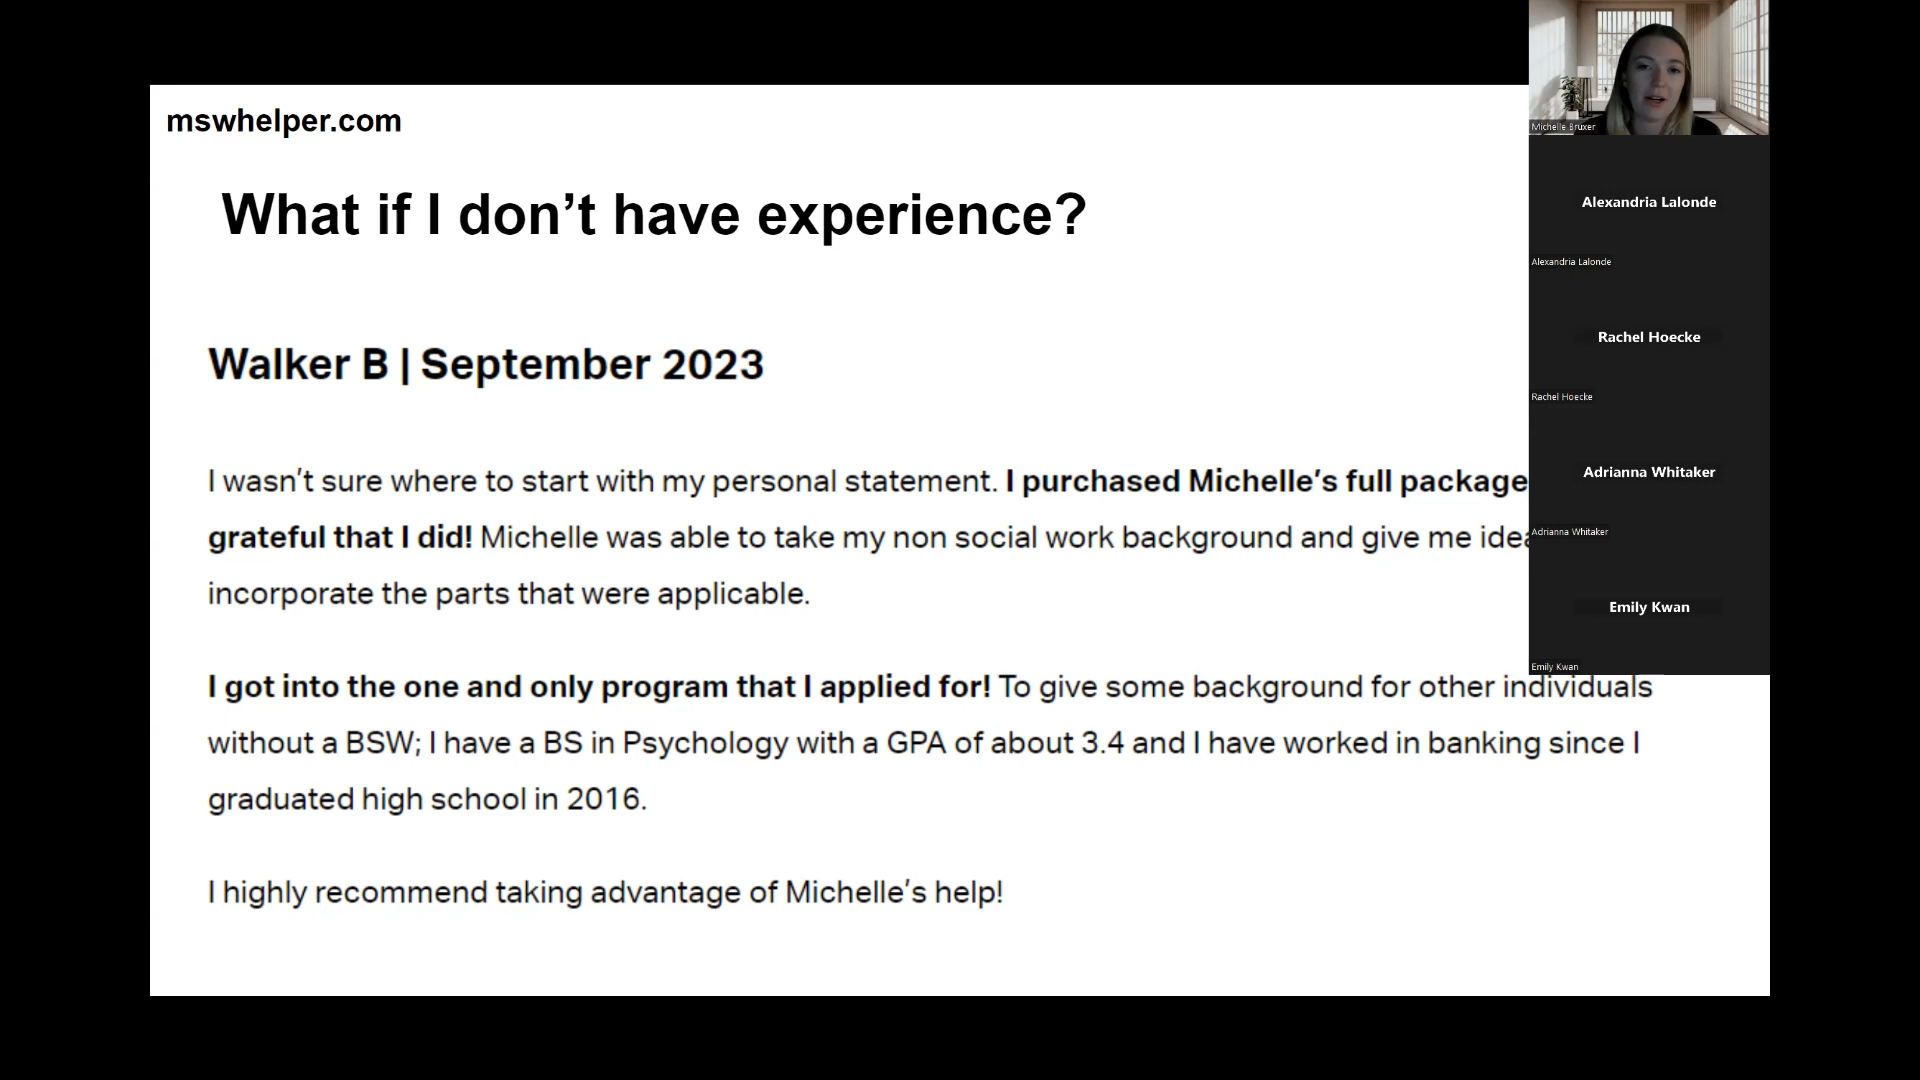 mswhelper.com
What if I don’t have experience?
Walker B | September 2023
I wasn’t sure where to start with my personal statement. I purchased Michelle’s full package
grateful that I did! Michelle was able to take my non social work background and give me
incorporate the parts that were applicable.
I got into the one and only program that I applied for! To give some background for other individuals
without a BSW; I have a BS in Psychology with a GPA of about 3.4 and I have worked in banking since I
graduated high school in 2016.
I highly recommend taking advantage of Michelle’s help!
Michelle Bruxer
Alexandria Lalonde
Alexandria Lalonde
Rachel Hoecke
Rachel Hoecke
Adrianna Whitaker
Adrianna Whitaker
Emily Kwan
Emily Kwan